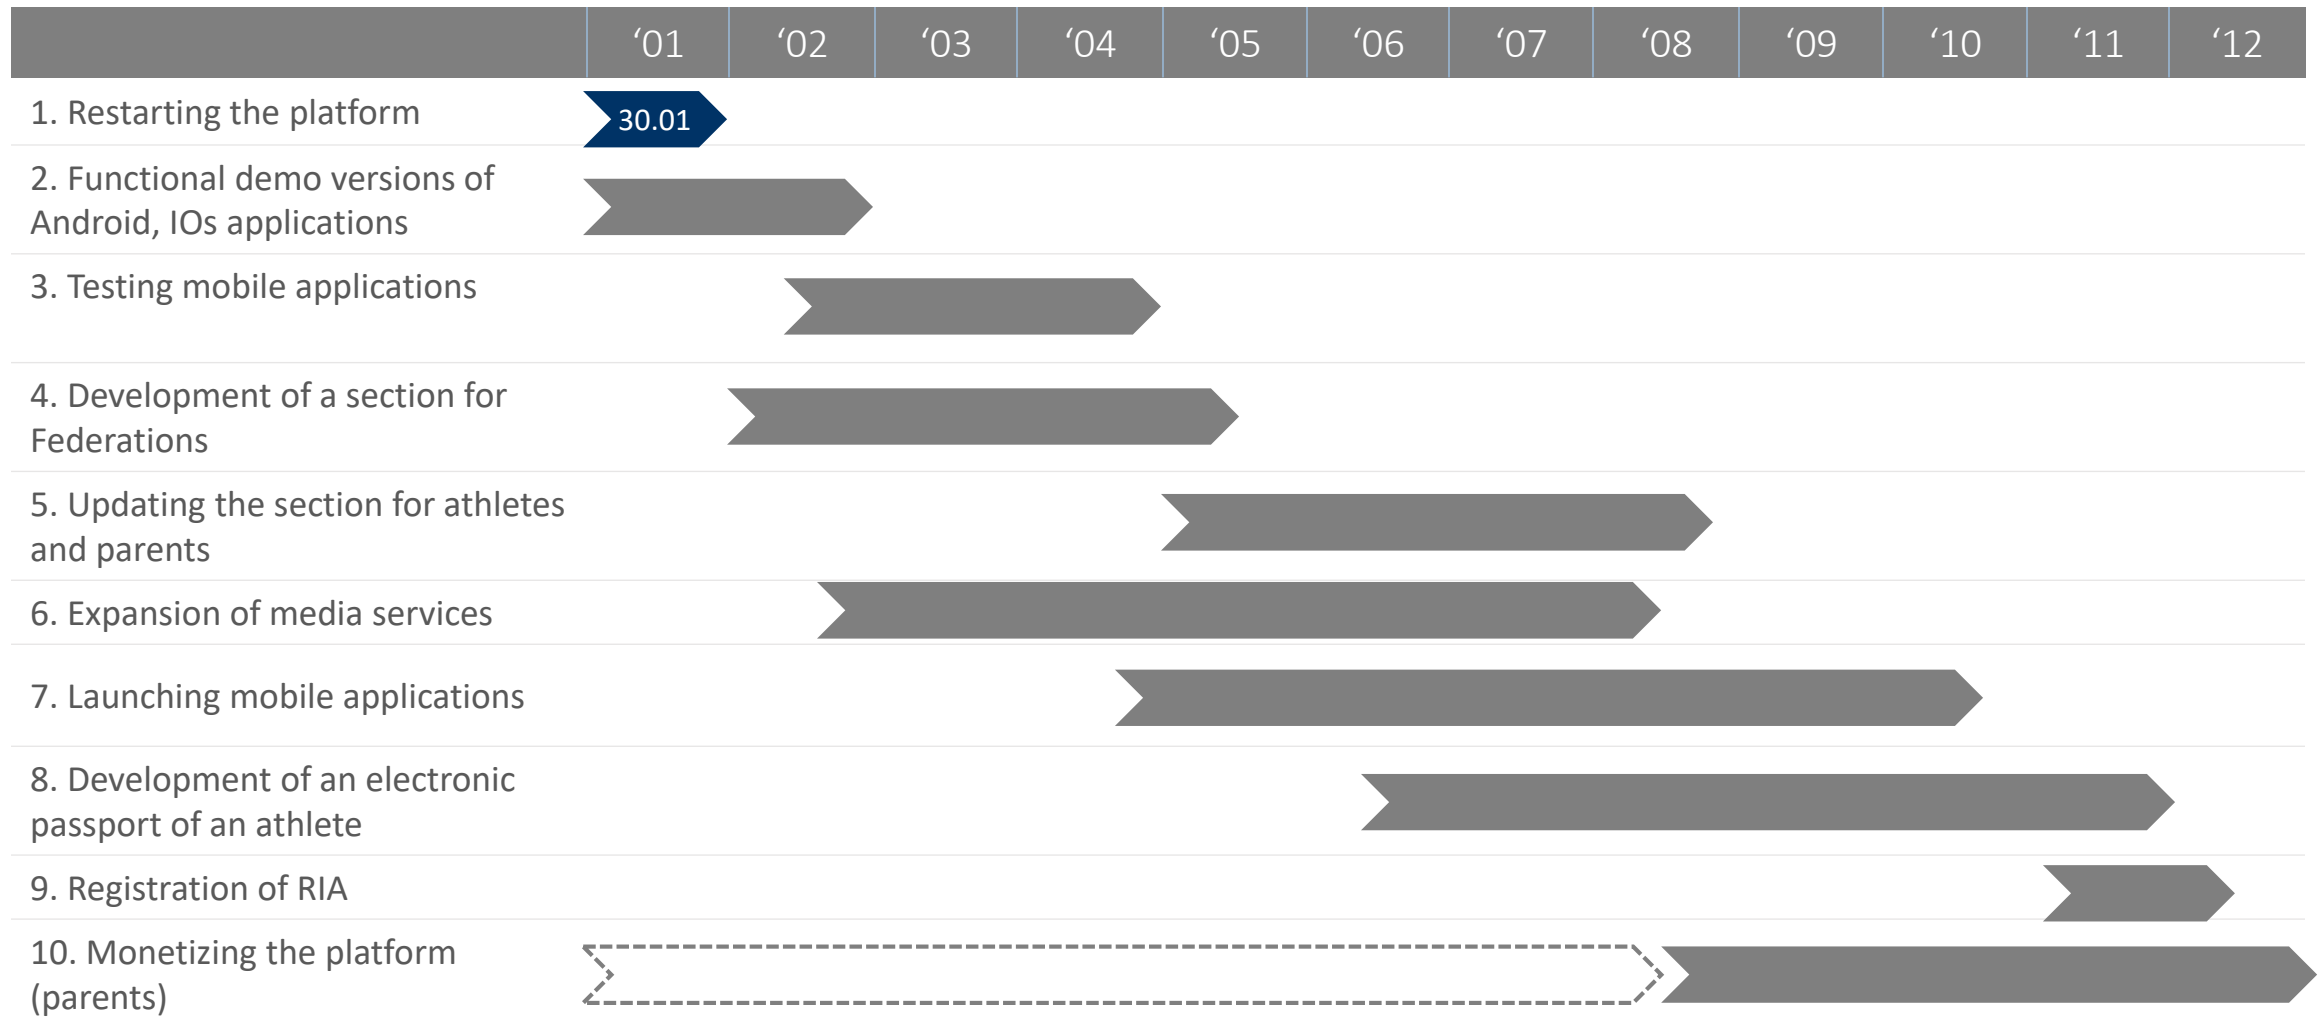 ‘01 ‘02 ‘03 ‘04 ‘05 ‘06 ‘07 ‘08 ‘09 ‘10 ‘11 ‘12
1. Restarting the platform
30.01
2. Functional demo versions of
Android, IOs applications
3. Testing mobile applications
4. Development of a section for
Federations
5. Updating the section for athletes
and parents
6. Expansion of media services
7. Launching mobile applications
8. Development of an electronic
passport of an athlete
9. Registration of RIA
10. Monetizing the platform
(parents)